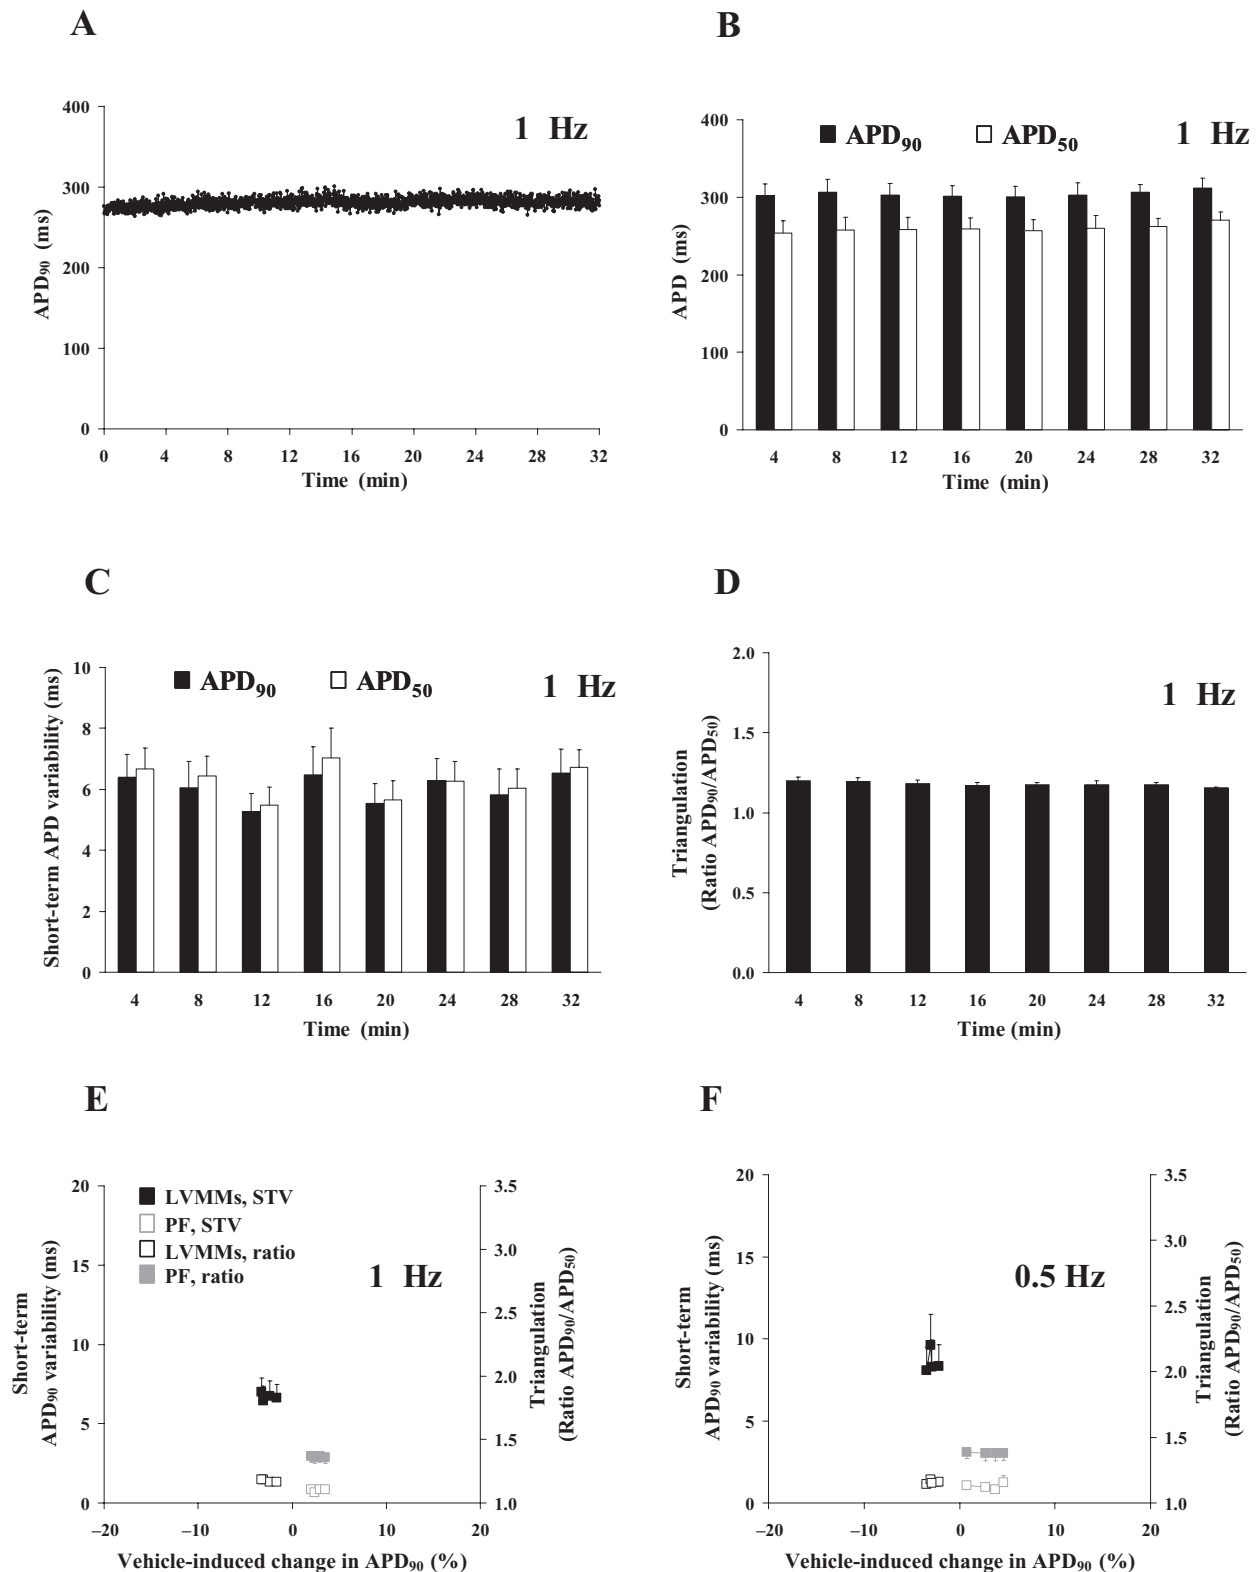 A
400
300
200
100
0
APD90 (ms)
1 Hz
0 4 8 12 16 20 24 28 32
Time (min)
B
400
300
200
100
0
APD (ms)
APD90 APD50 1 Hz
4 8 12 16 20 24 28 32
Time (min)
C
10
8
6
4
2
0
Short-term APD variability (ms)
APD90 APD50 1 Hz
4 8 12 16 20 24 28 32
Time (min)
D
2.0
1.5
1.0
0.5
0.0
Triangulation
(Ratio APD90/APD50)
1 Hz
4 8 12 16 20 24 28 32
Time (min)
E
20
15
10
5
0
Short-term
APD90 variability (ms)
LVMMs, STV
PF, STV
LVMMs, ratio
PF, ratio
1 Hz
3.5
3.0
2.5
2.0
1.5
1.0
Triangulation
(Ratio APD90/APD50)
–20 –10 0 10 20
Vehicle-induced change in APD90 (%)
F
20
15
10
5
0
Short-term
APD90 variability (ms)
0.5 Hz
3.5
3.0
2.5
2.0
1.5
1.0
Triangulation
(Ratio APD90/APD50)
–20 –10 0 10 20
Vehicle-induced change in APD90 (%)